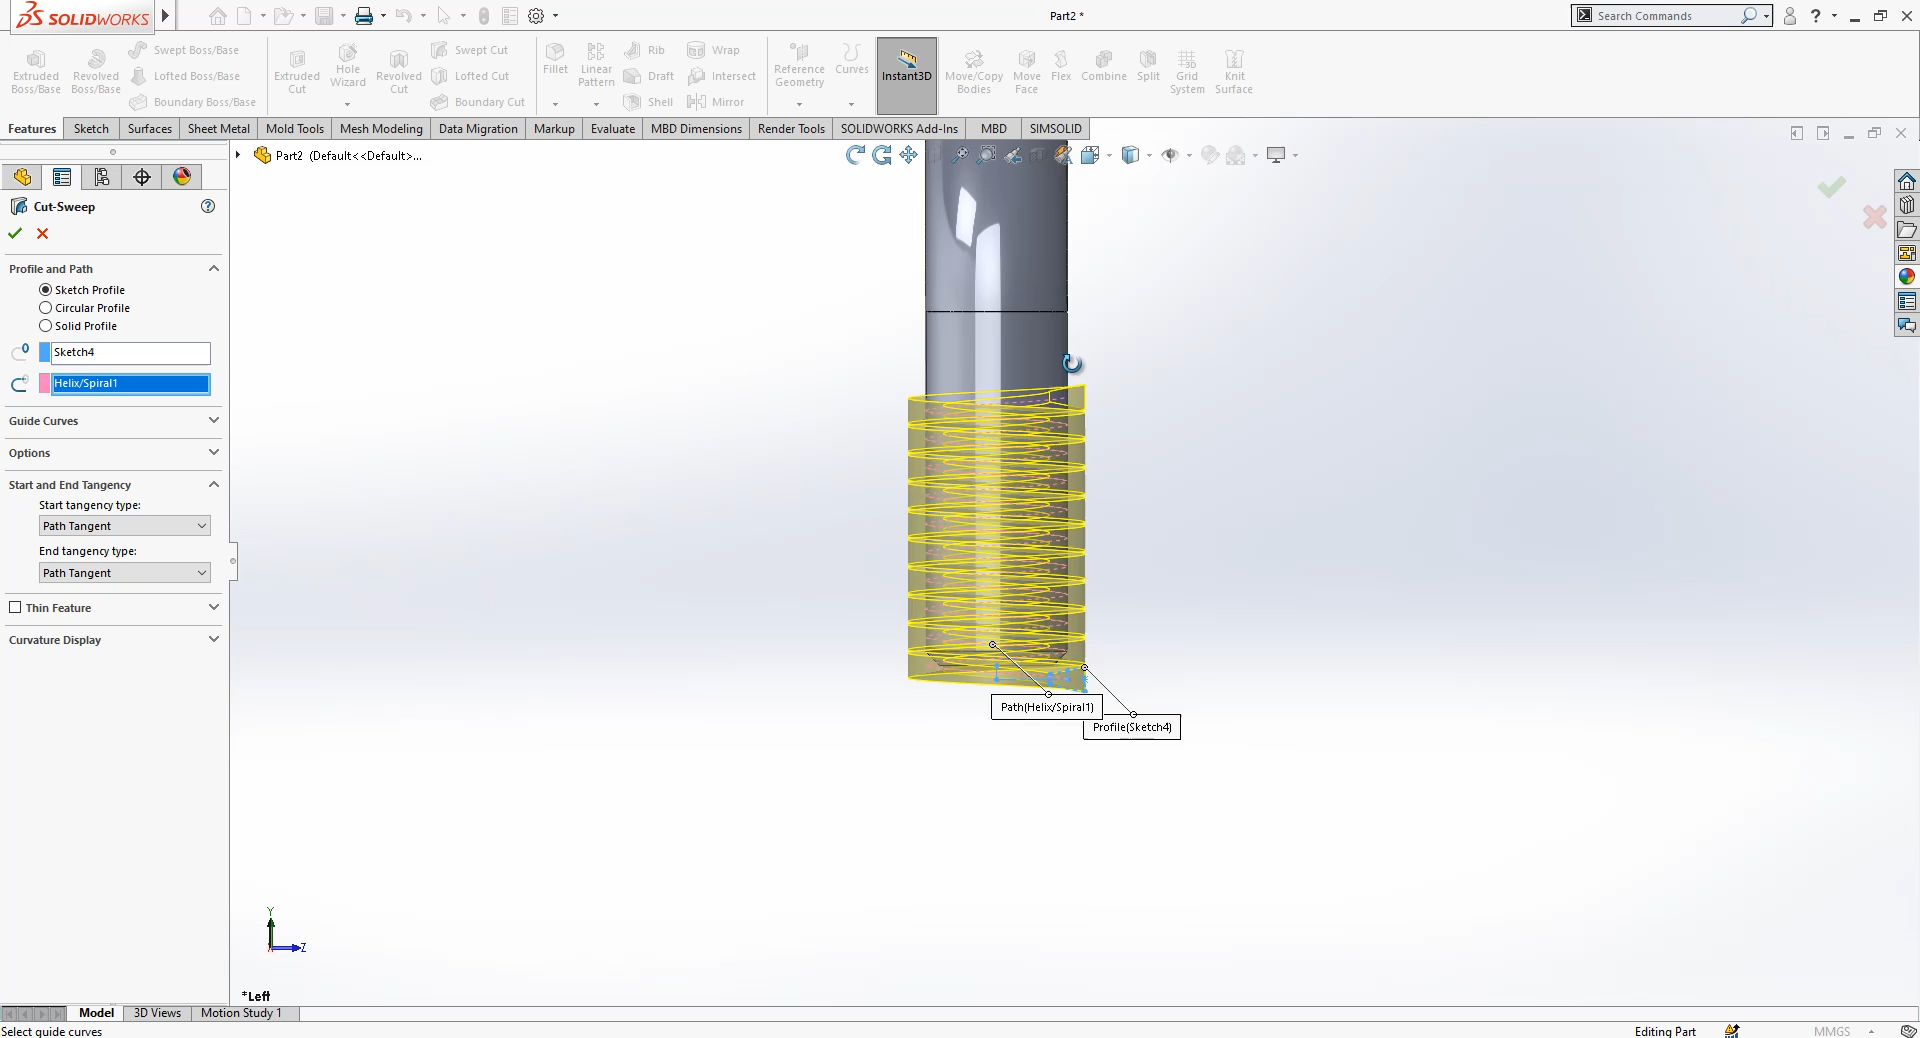 SOLIDWORKS
Part2 *
Search Commands
Extruded Boss/Base
Revolved Boss/Base
Swept Boss/Base
Lofted Boss/Base
Boundary Boss/Base
Extruded Cut
Hole Wizard
Revolved Cut
Swept Cut
Lofted Cut
Boundary Cut
Fillet
Linear Pattern
Rib
Draft
Shell
Wrap
Intersect
Mirror
Reference Geometry
Curves
Instant3D
Move/Copy Bodies
Move Face
Flex
Combine
Split
Grid System
Knit Surface
Features
Sketch
Surfaces
Sheet Metal
Mold Tools
Mesh Modeling
Data Migration
Markup
Evaluate
MBD Dimensions
Render Tools
SOLIDWORKS Add-Ins
MBD
SIMSOLID
Part2 (Default<<Default>...
Cut-Sweep
Profile and Path
Sketch Profile
Circular Profile
Solid Profile
Sketch4
Helix/Spiral1
Guide Curves
Options
Start and End Tangency
Start tangency type:
Path Tangent
End tangency type:
Path Tangent
Thin Feature
Curvature Display
Path(Helix/Spiral1)
Profile(Sketch4)
Y
Z
*Left
Model
3D Views
Motion Study 1
Select guide curves
Editing Part
MMGS